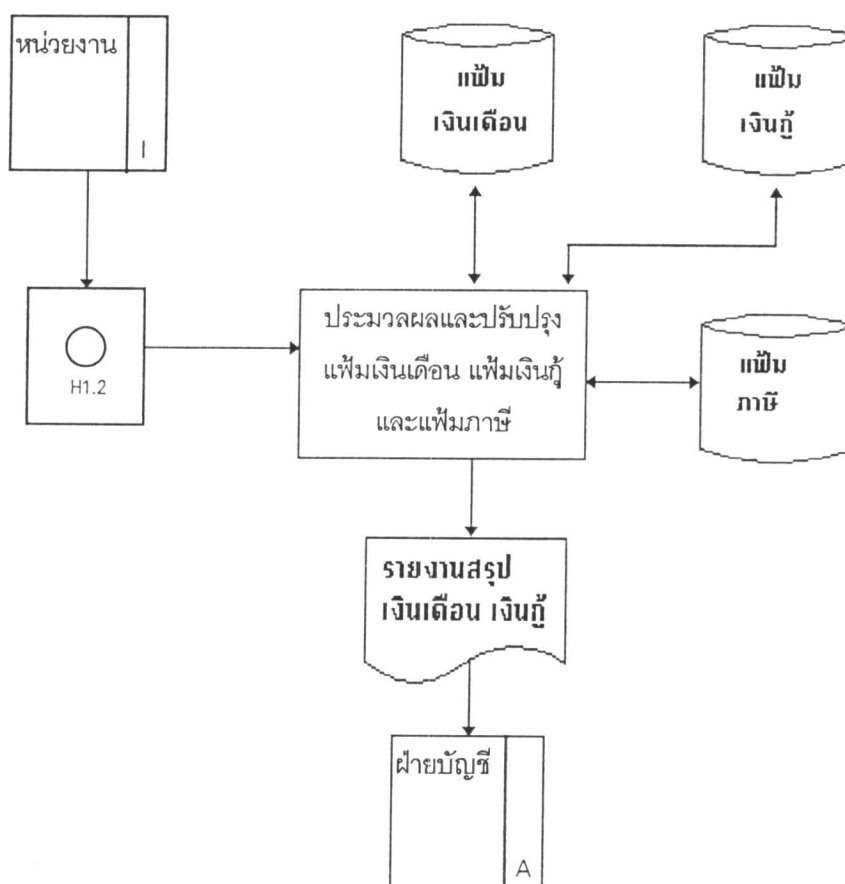 หน่วยงาน
I
แฟ้ม
เงินเดือน
แฟ้ม
เงินกู้
H1.2
ประมวลผลและปรับปรุง
แฟ้มเงินเดือน แฟ้มเงินกู้
และแฟ้มภาษี
แฟ้ม
ภาษี
รายงานสรุป
เงินเดือน เงินกู้
ฝ่ายบัญชี
A